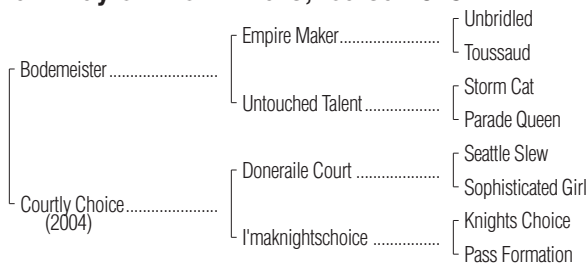 Unbridled
Empire Maker
Toussaud
Bodemeister
Storm Cat
Untouched Talent
Parade Queen
Seattle Slew
Doneraile Court
Sophisticated Girl
Courtly Choice
(2004)
Knights Choice
I'maknightschoice
Pass Formation